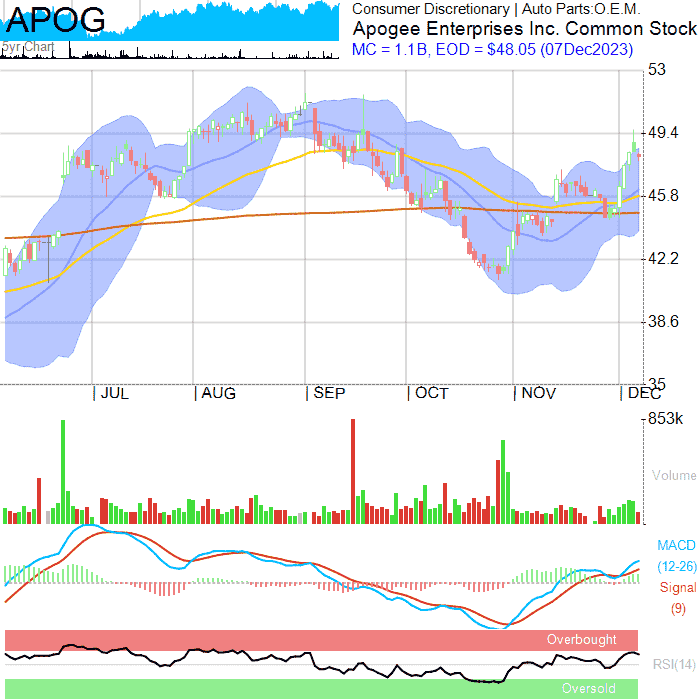 APOG
5yr Chart
Consumer Discretionary | Auto Parts:O.E.M.
Apogee Enterprises Inc. Common Stock
MC = 1.1B, EOD = $48.05 (07Dec2023)
53
49.4
45.8
42.2
38.6
35
JUL AUG SEP OCT NOV DEC
853k
Volume
MACD
(12-26)
Signal
(9)
Overbought
RSI(14)
Oversold